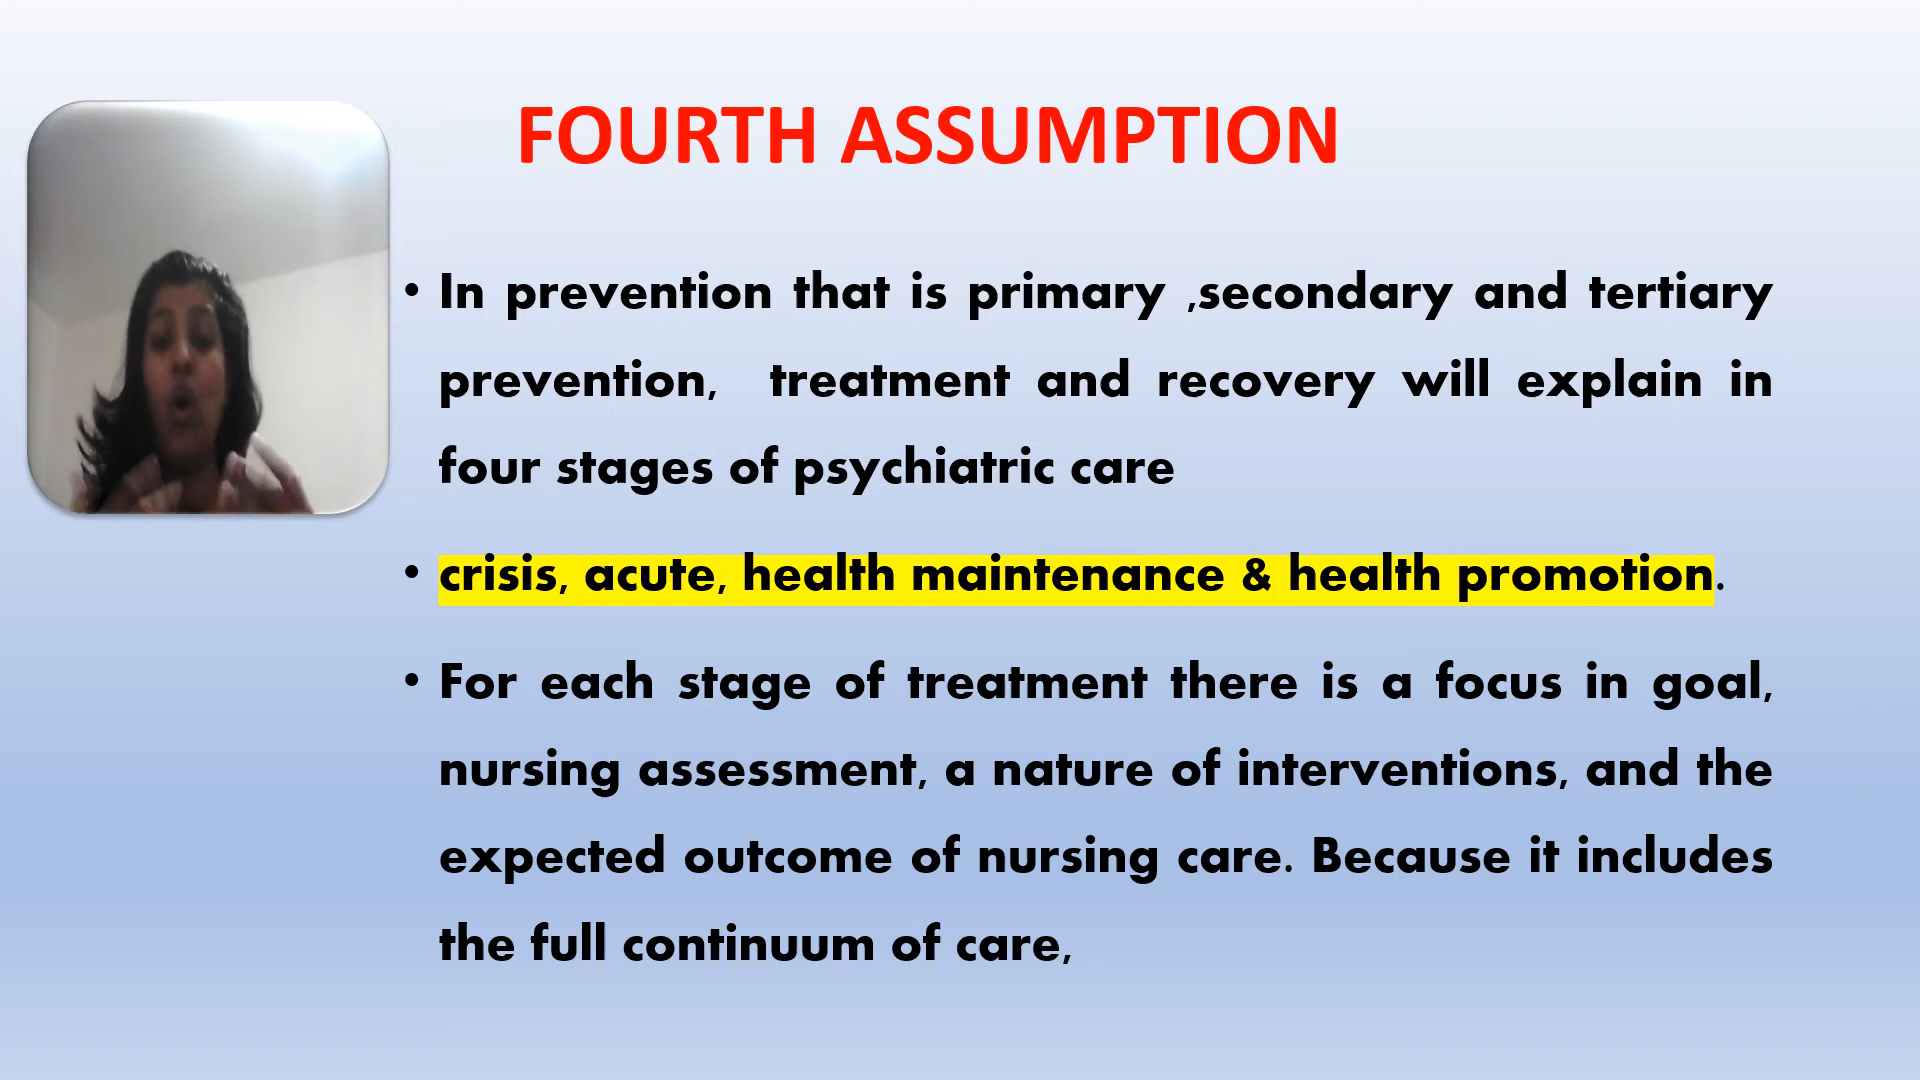 FOURTH ASSUMPTION
• In prevention that is primary ,secondary and tertiary
prevention, treatment and recovery will explain in
four stages of psychiatric care
• crisis, acute, health maintenance & health promotion.
• For each stage of treatment there is a focus in goal,
nursing assessment, a nature of interventions, and the
expected outcome of nursing care. Because it includes
the full continuum of care,